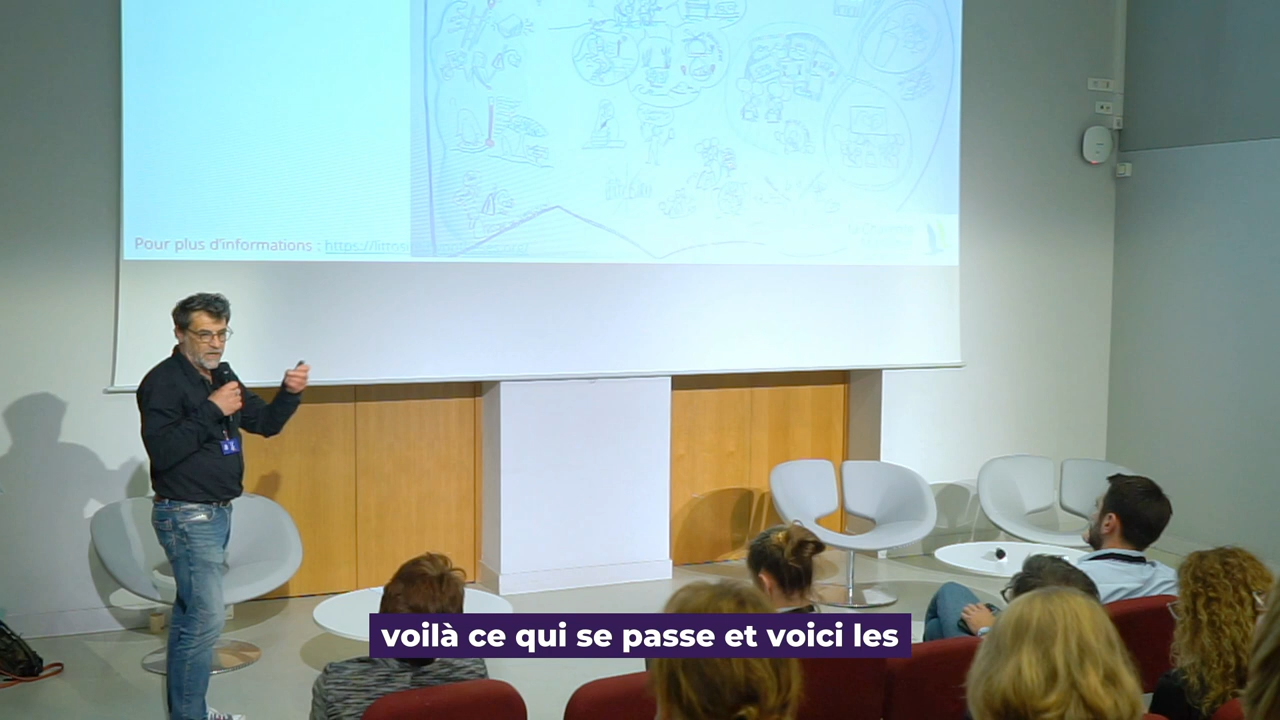 Pour plus d'informations :
voilà ce qui se passe et voici les